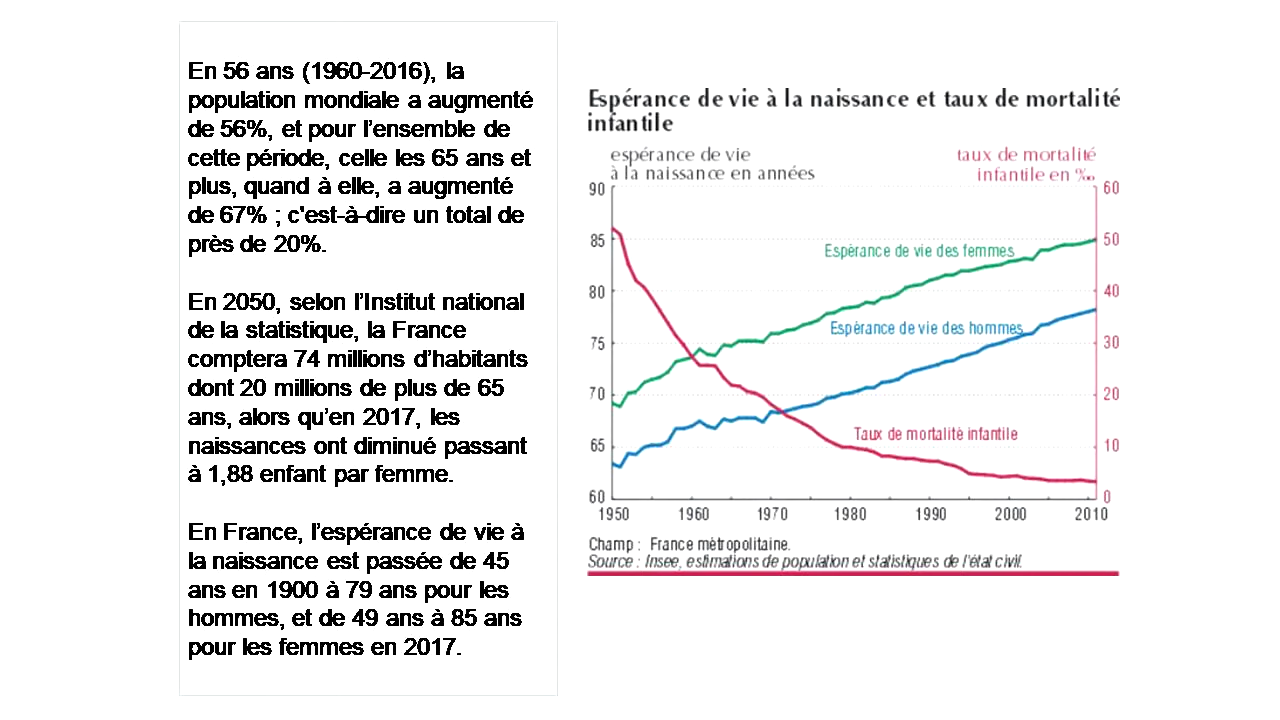 En 56 ans (1960-2016), la
population mondiale a augmenté
de 56%, et pour l'ensemble de
cette période, celle les 65 ans et
plus, quand à elle, a augmenté
de 67% ; c'est-à-dire un total de
près de 20%.
En 2050, selon l'Institut national
de la statistique, la France
comptera 74 millions d'habitants
dont 20 millions de plus de 65
ans, alors qu'en 2017, les
naissances ont diminué passant
à 1,88 enfant par femme.
En France, l'espérance de vie à
la naissance est passée de 45
ans en 1900 à 79 ans pour les
hommes, et de 49 ans à 85 ans
pour les femmes en 2017.
Espérance de vie à la naissance et taux de mortalité
infantile
espérance de vie
à la naissance en années
taux de mortalité
infantile en ‰
90
85
80
75
70
65
60
60
50
40
30
20
10
0
Espérance de vie des femmes
Espérance de vie des hommes
Taux de mortalité infantile
1950 1960 1970 1980 1990 2000 2010
Champ : France métropolitaine.
Source : Insee, estimations de population et statistiques de l'état civil.